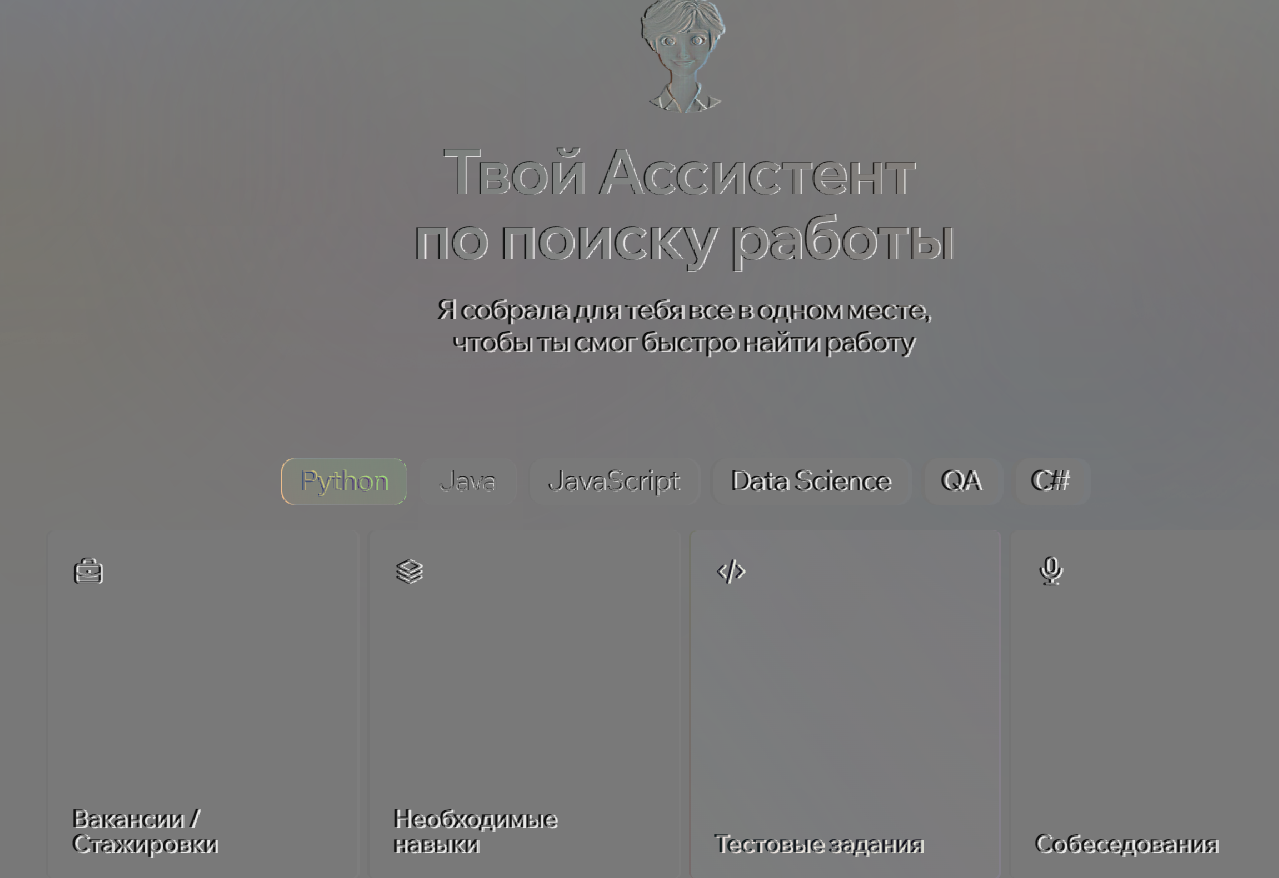 Твой Ассистент
по поиску работы
Я собрала для тебя все в одном месте,
чтобы ты смог быстро найти работу
Python Java JavaScript Data Science QA C#
Вакансии /
Стажировки
Необходимые
навыки
Тестовые задания
Собеседования